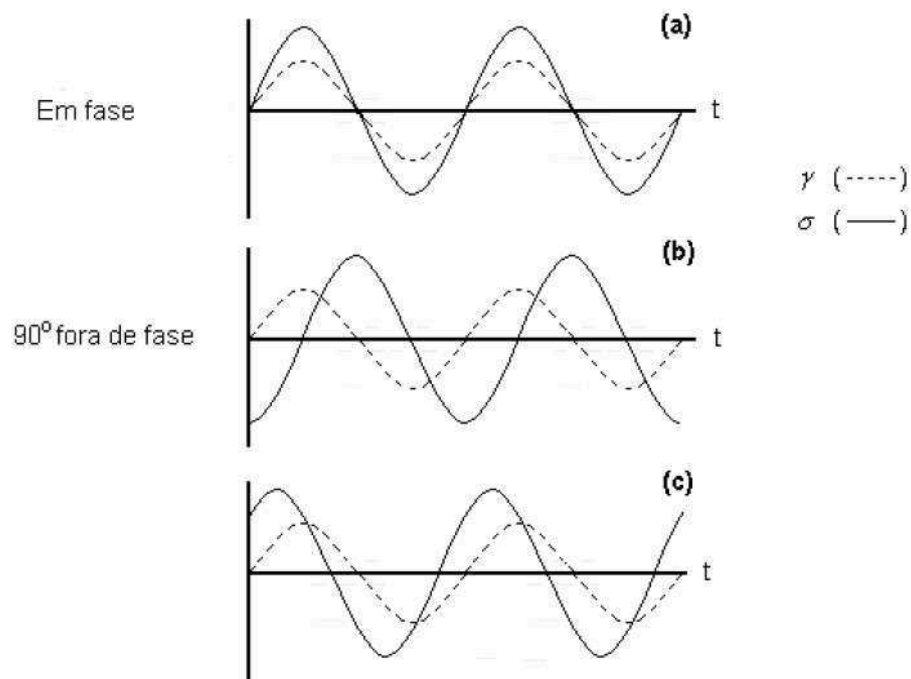 (a)
Em fase
t
γ (-----)
σ (——)
(b)
90º fora de fase
t
(c)
t